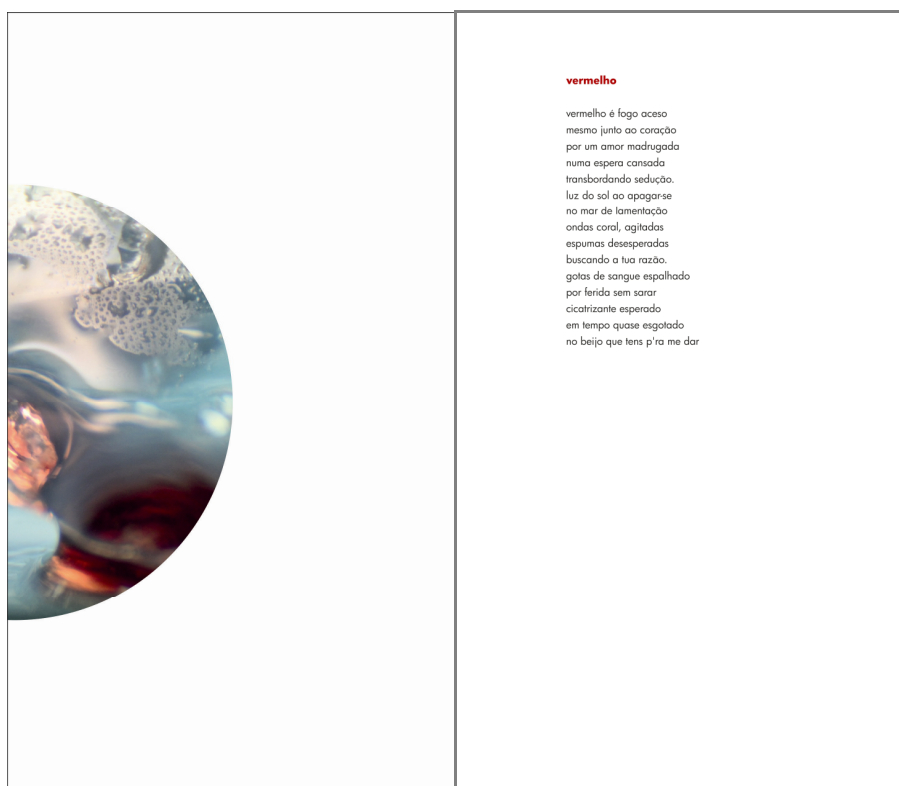 vermelho
vermelho é fogo aceso
mesmo junto ao coração
por um amor madrugada
numa espera cansada
transbordando sedução.
luz do sol ao apagar-se
no mar de lamentação
ondas coral, agitadas
espumas desesperadas
buscando a tua razão.
gotas de sangue espalhado
por ferida sem sarar
cicatrizante esperado
em tempo quase esgotado
no beijo que tens p'ra me dar